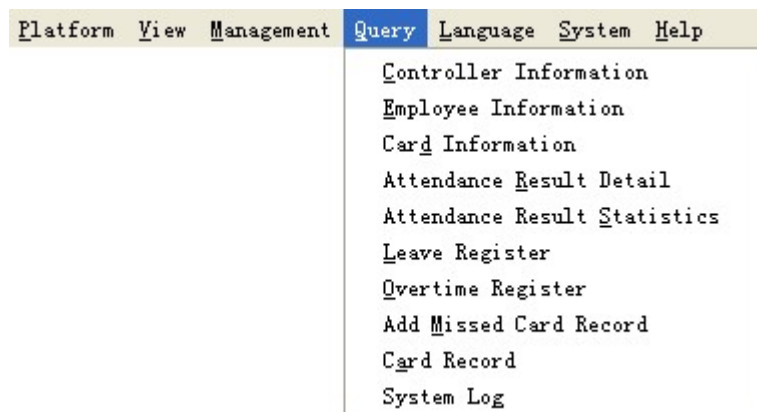 Platform View Management Query Language System Help
Controller Information
Employee Information
Card Information
Attendance Result Detail
Attendance Result Statistics
Leave Register
Overtime Register
Add Missed Card Record
Card Record
System Log